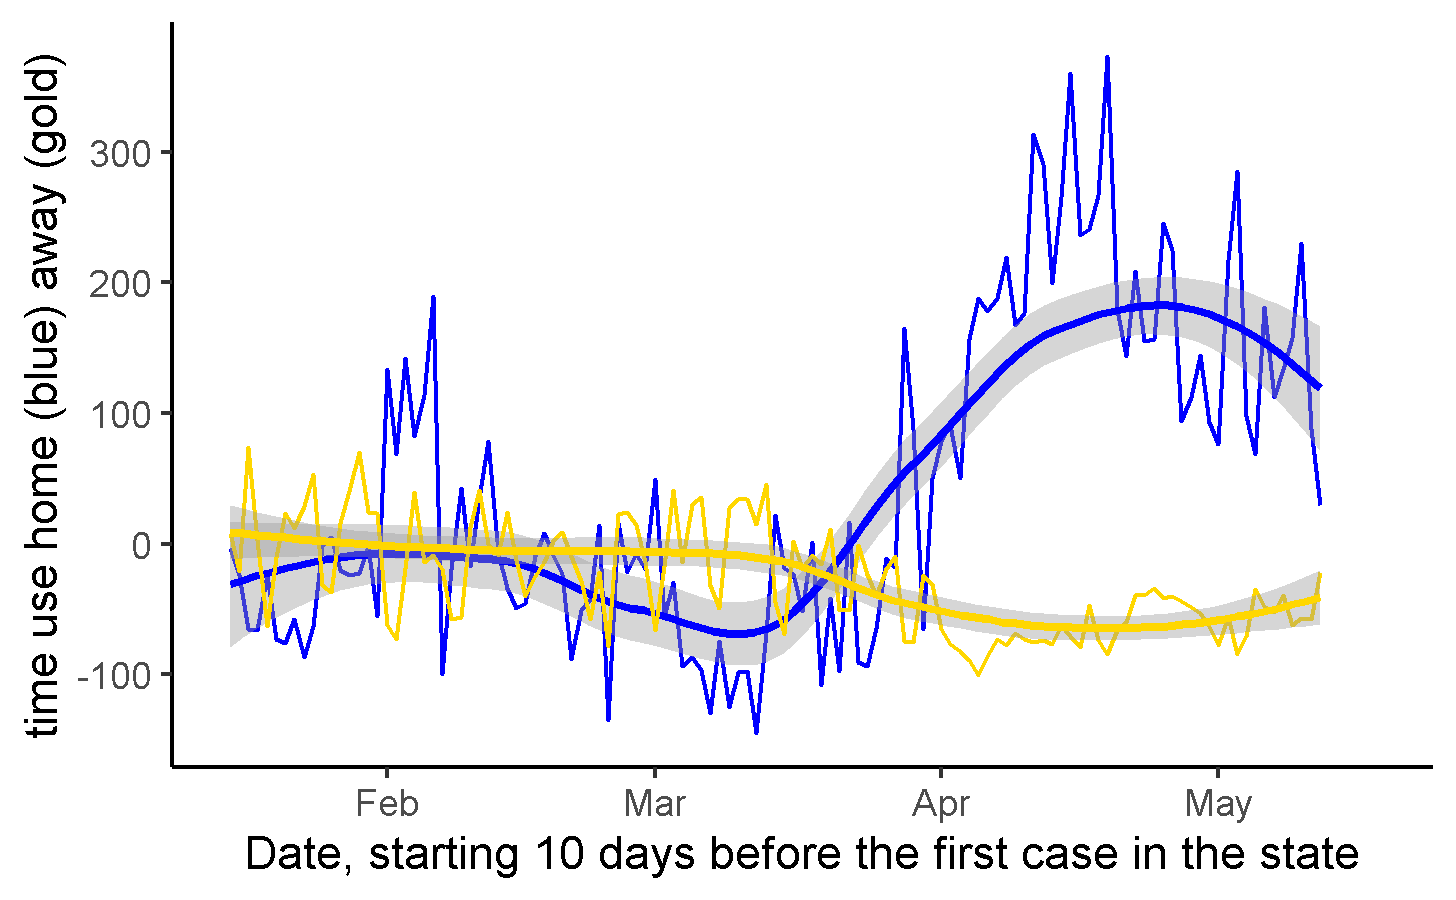 time use home (blue) away (gold)
300
200
100
0
-100
Feb Mar Apr May
Date, starting 10 days before the first case in the state